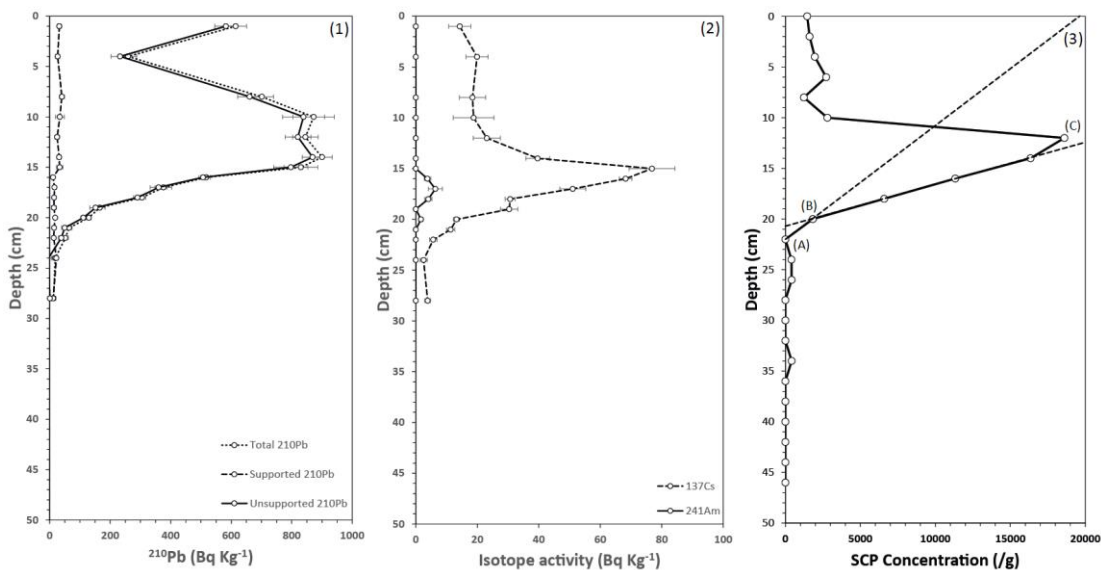 (1)
0
5
10
15
20
25
30
35
40
45
50
Depth (cm)
Total 210Pb
Supported 210Pb
Unsupported 210Pb
0 200 400 600 800 1000
²¹⁰Pb (Bq Kg⁻¹)
(2)
0
5
10
15
20
25
30
35
40
45
50
Depth (cm)
137Cs
241Am
0 20 40 60 80 100
Isotope activity (Bq Kg⁻¹)
(3)
0
5
10
15
20
25
30
35
40
45
50
Depth (cm)
(C)
(B)
(A)
0 5000 10000 15000 20000
SCP Concentration (/g)